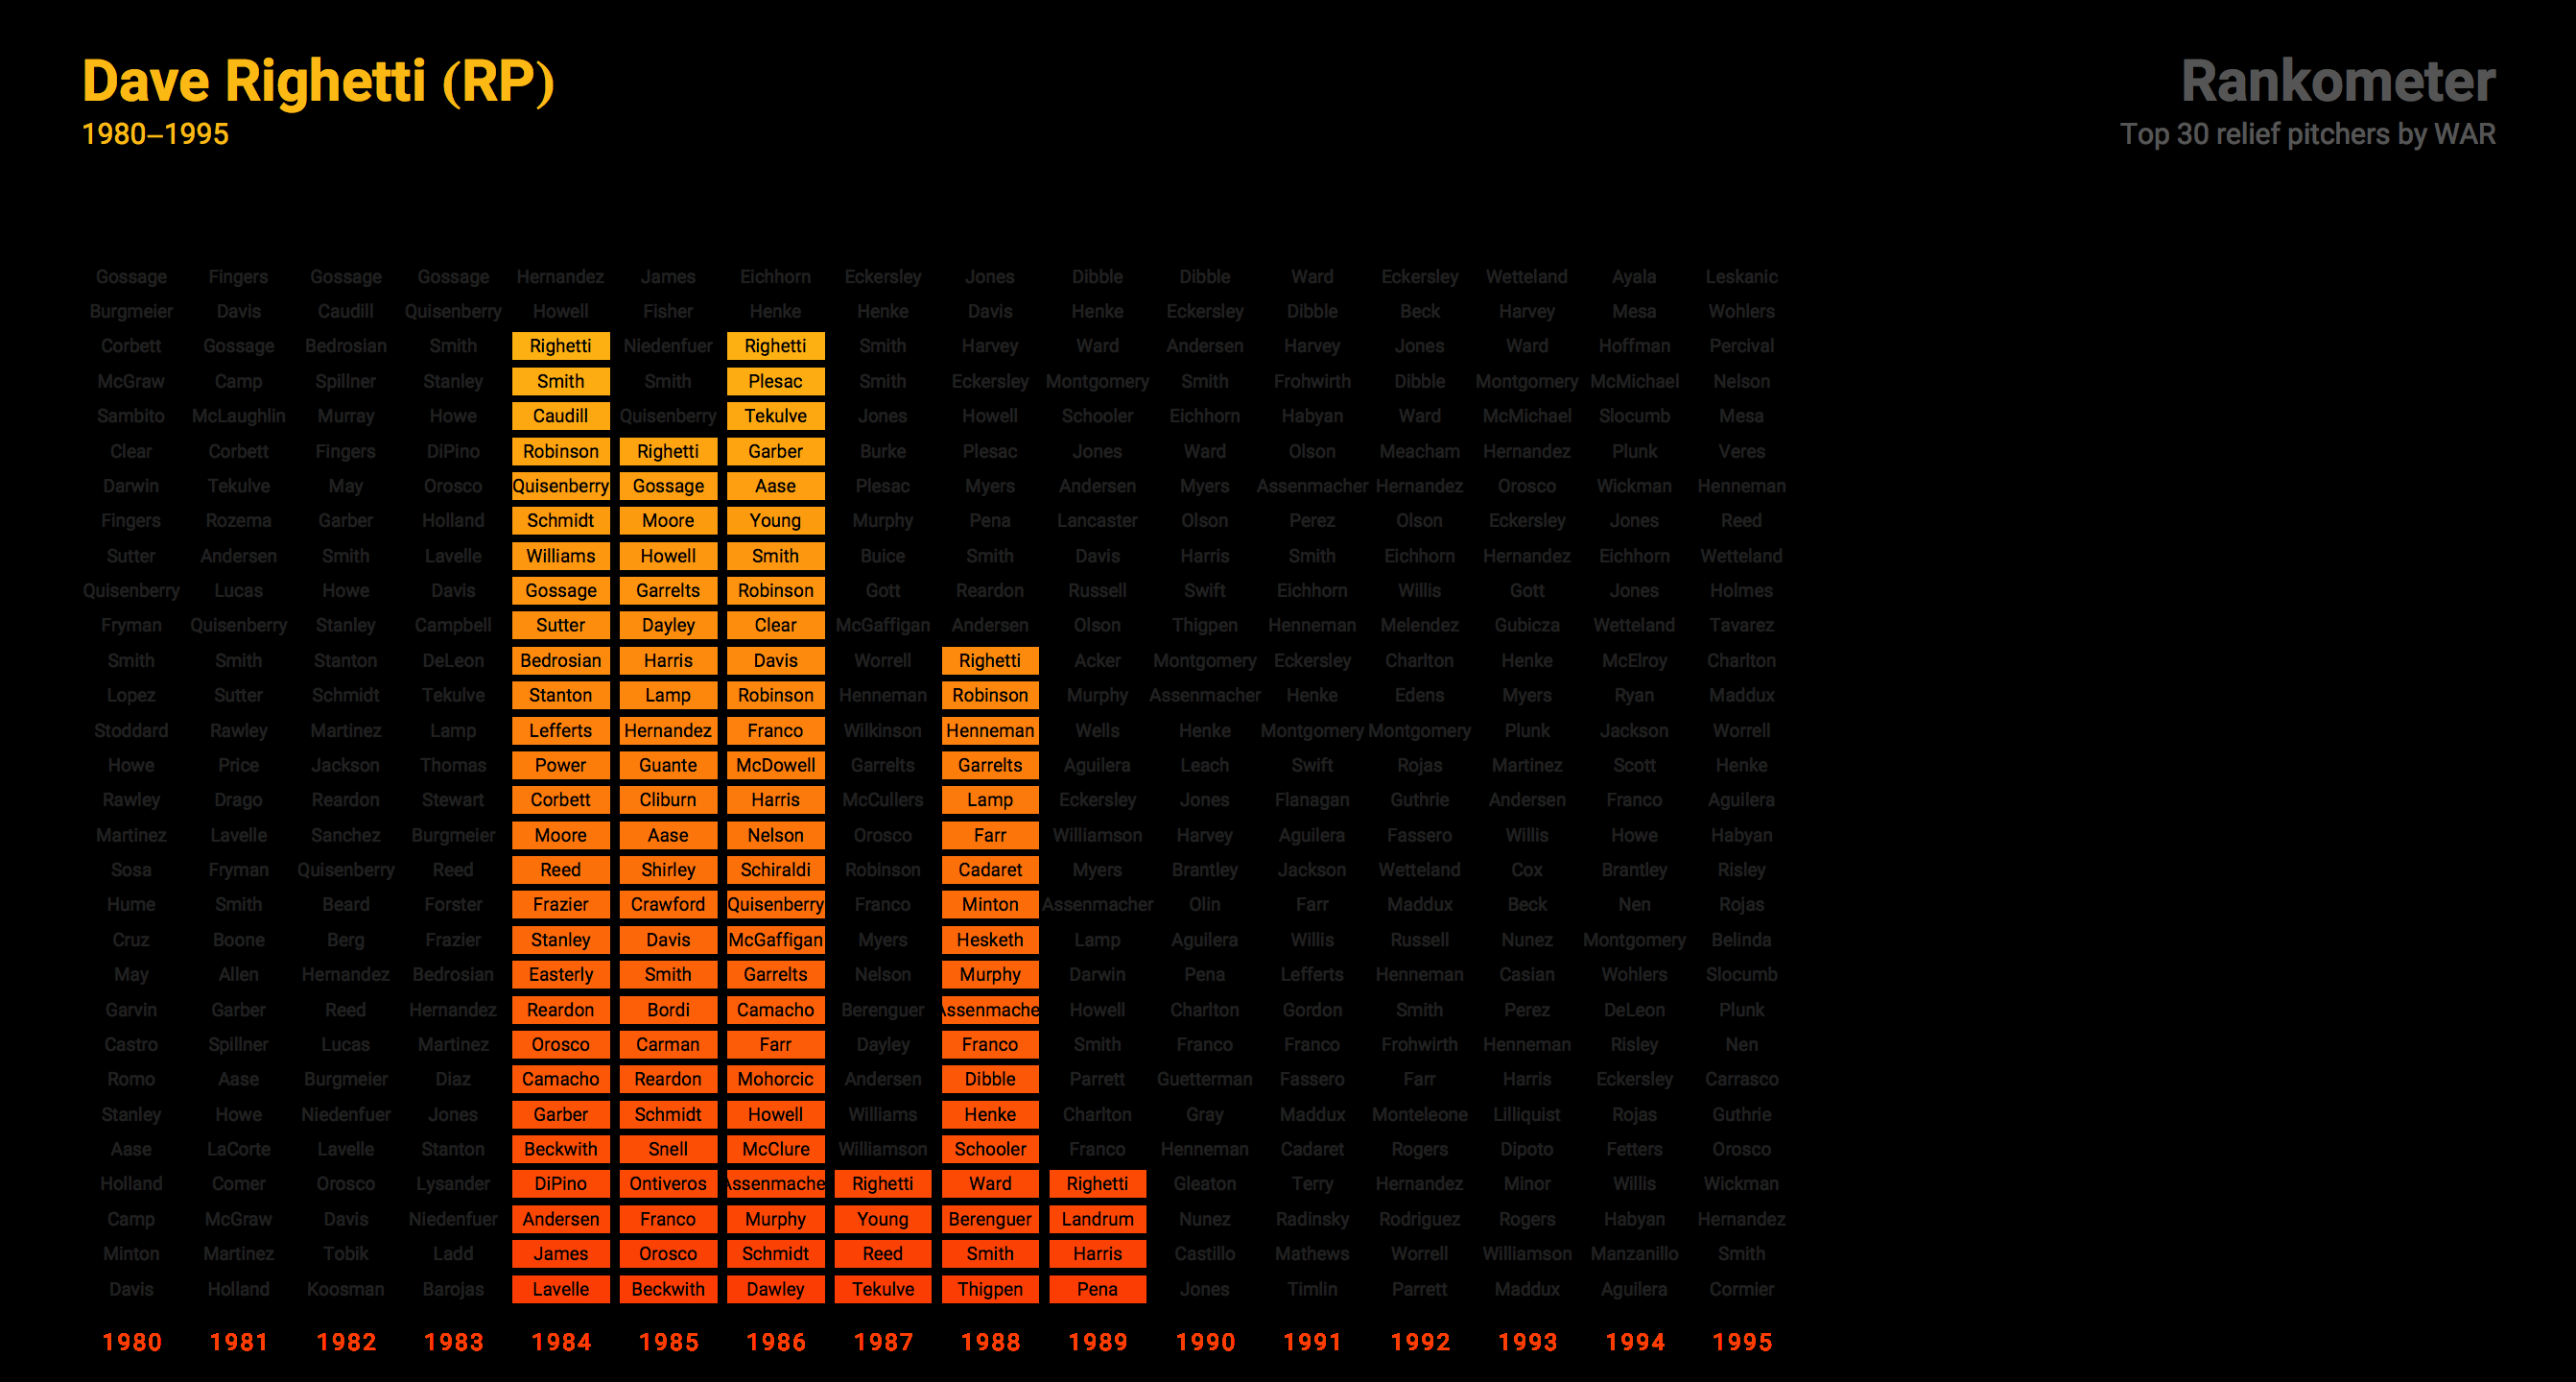 Dave Righetti (RP)
1980–1995
Rankometer
Top 30 relief pitchers by WAR
Gossage Fingers Gossage Gossage Hernandez James Eichhorn Eckersley Jones Dibble Dibble Ward Eckersley Wetteland Ayala Leskanic
Burgmeier Davis Caudill Quisenberry Howell Fisher Henke Henke Davis Henke Eckersley Dibble Beck Harvey Mesa Wohlers
Corbett Gossage Bedrosian Smith Righetti Niedenfuer Righetti Smith Harvey Ward Andersen Harvey Jones Ward Hoffman Percival
McGraw Camp Spillner Stanley Smith Smith Plesac Smith Eckersley Montgomery Smith Frohwirth Dibble Montgomery McMichael Nelson
Sambito McLaughlin Murray Howe Caudill Quisenberry Tekulve Jones Howell Schooler Eichhorn Habyan Ward McMichael Slocumb Mesa
Clear Corbett Fingers DiPino Robinson Righetti Garber Burke Plesac Jones Ward Olson Meacham Hernandez Plunk Veres
Darwin Tekulve May Orosco Quisenberry Gossage Aase Plesac Myers Andersen Myers Assenmacher Hernandez Orosco Wickman Henneman
Fingers Rozema Garber Holland Schmidt Moore Young Murphy Pena Lancaster Olson Perez Olson Eckersley Jones Reed
Sutter Andersen Smith Lavelle Williams Howell Smith Buice Smith Davis Harris Smith Eichhorn Hernandez Eichhorn Wetteland
Quisenberry Lucas Howe Davis Gossage Garrelts Robinson Gott Reardon Russell Swift Eichhorn Willis Gott Jones Holmes
Fryman Quisenberry Stanley Campbell Sutter Dayley Clear McGaffigan Andersen Olson Thigpen Henneman Melendez Gubicza Wetteland Tavarez
Smith Smith Stanton DeLeon Bedrosian Harris Davis Worrell Righetti Acker Montgomery Eckersley Charlton Henke McElroy Charlton
Lopez Sutter Schmidt Tekulve Stanton Lamp Robinson Henneman Robinson Murphy Assenmacher Henke Edens Myers Ryan Maddux
Stoddard Rawley Martinez Lamp Lefferts Hernandez Franco Wilkinson Henneman Wells Henke Montgomery Montgomery Plunk Jackson Worrell
Howe Price Jackson Thomas Power Guante McDowell Garrelts Garrelts Aguilera Leach Swift Rojas Martinez Scott Henke
Rawley Drago Reardon Stewart Corbett Cliburn Harris McCullers Lamp Eckersley Jones Flanagan Guthrie Andersen Franco Aguilera
Martinez Lavelle Sanchez Burgmeier Moore Aase Nelson Orosco Farr Williamson Harvey Aguilera Fassero Willis Howe Habyan
Sosa Fryman Quisenberry Reed Reed Shirley Schiraldi Robinson Cadaret Myers Brantley Jackson Wetteland Cox Brantley Risley
Hume Smith Beard Forster Frazier Crawford Quisenberry Franco Minton Assenmacher Olin Farr Maddux Beck Nen Rojas
Cruz Boone Berg Frazier Stanley Davis McGaffigan Myers Hesketh Lamp Aguilera Willis Russell Nunez Montgomery Belinda
May Allen Hernandez Bedrosian Easterly Smith Garrelts Nelson Murphy Darwin Pena Lefferts Henneman Casian Wohlers Slocumb
Garvin Garber Reed Hernandez Reardon Bordi Camacho Berenguer Assenmache Howell Charlton Gordon Smith Perez DeLeon Plunk
Castro Spillner Lucas Martinez Orosco Carman Farr Dayley Franco Smith Franco Franco Frohwirth Henneman Risley Nen
Romo Aase Burgmeier Diaz Camacho Reardon Mohorcic Andersen Dibble Parrett Guetterman Fassero Farr Harris Eckersley Carrasco
Stanley Howe Niedenfuer Jones Garber Schmidt Howell Williams Henke Charlton Gray Maddux Monteleone Lilliquist Rojas Guthrie
Aase LaCorte Lavelle Stanton Beckwith Snell McClure Williamson Schooler Franco Henneman Cadaret Rogers Dipoto Fetters Orosco
Holland Comer Orosco Lysander DiPino Ontiveros Assenmache Righetti Ward Righetti Gleaton Terry Hernandez Minor Willis Wickman
Camp McGraw Davis Niedenfuer Andersen Franco Murphy Young Berenguer Landrum Nunez Radinsky Rodriguez Rogers Habyan Hernandez
Minton Martinez Tobik Ladd James Orosco Schmidt Reed Smith Harris Castillo Mathews Worrell Williamson Manzanillo Smith
Davis Holland Koosman Barojas Lavelle Beckwith Dawley Tekulve Thigpen Pena Jones Timlin Parrett Maddux Aguilera Cormier
1980 1981 1982 1983 1984 1985 1986 1987 1988 1989 1990 1991 1992 1993 1994 1995